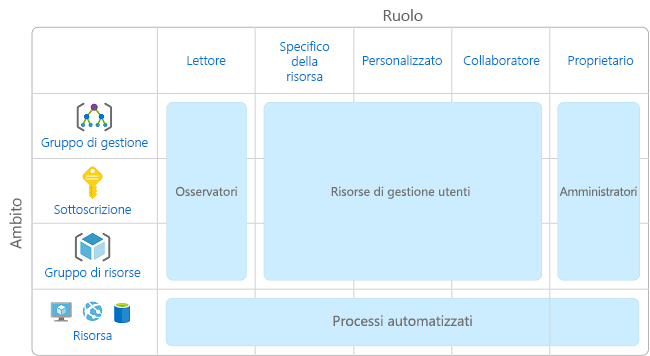 Ruolo
Lettore
Specifico
della
risorsa
Personalizzato
Collaboratore
Proprietario
Ambito
Gruppo di gestione
Sottoscrizione
Gruppo di risorse
Risorsa
Osservatori
Risorse di gestione utenti
Amministratori
Processi automatizzati